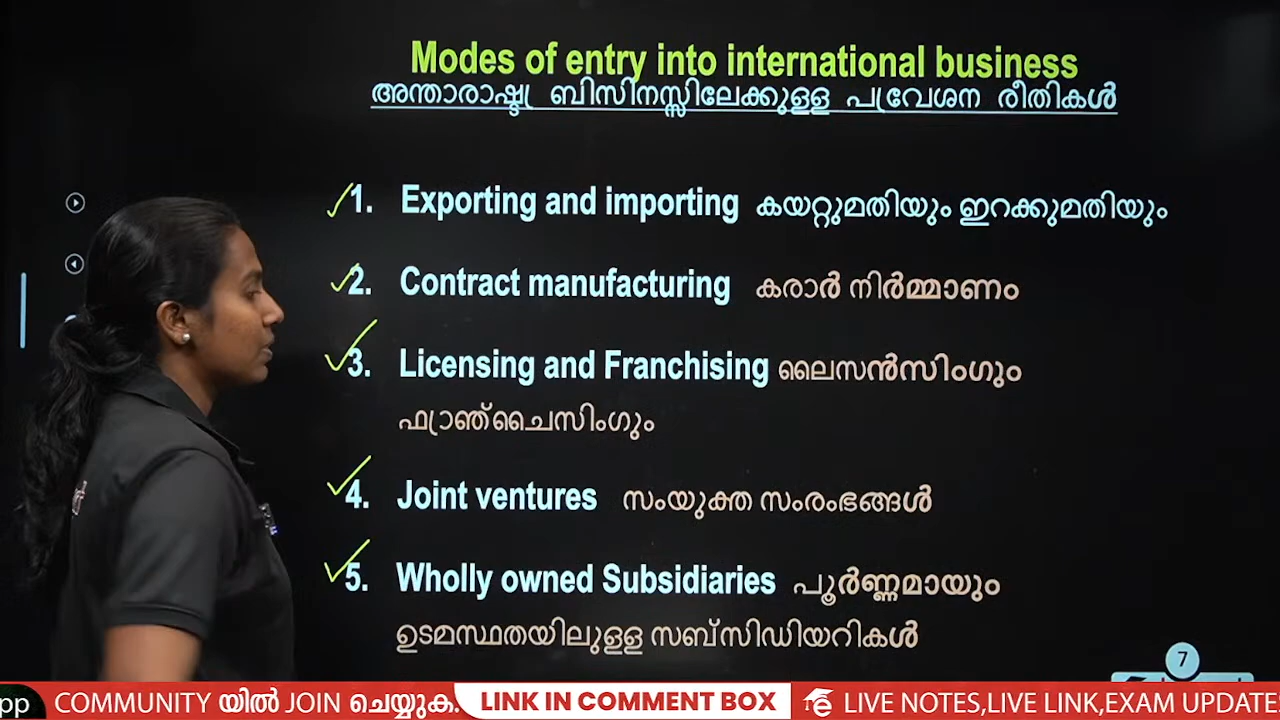 Modes of entry into international business
അന്താരാഷ്ട്ര ബിസിനസ്സിലേക്കുള്ള പ്രവേശന രീതികൾ
1. Exporting and importing കയറ്റുമതിയും ഇറക്കുമതിയും
2. Contract manufacturing കരാർ നിർമ്മാണം
3. Licensing and Franchising ലൈസൻസിംഗും
ഫ്രാഞ്ചൈസിംഗും
4. Joint ventures സംയുക്ത സംരംഭങ്ങൾ
5. Wholly owned Subsidiaries പൂർണ്ണമായും
ഉടമസ്ഥതയിലുള്ള സബ്സിഡിയറികൾ
7
pp COMMUNITY യിൽ JOIN ചെയ്യുക. LINK IN COMMENT BOX LIVE NOTES,LIVE LINK,EXAM UPDATE